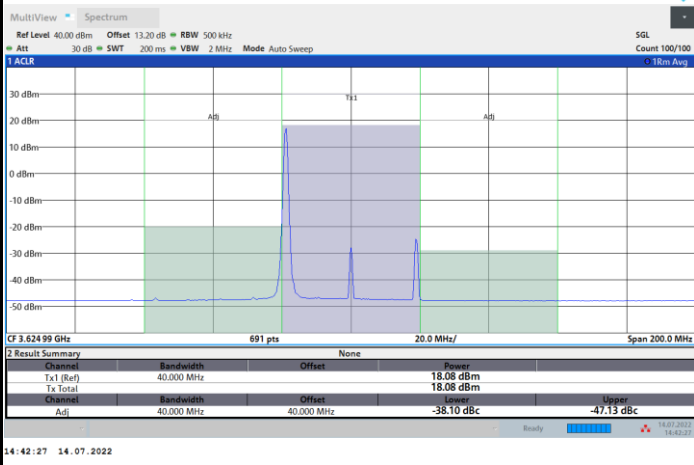 MultiView Spectrum
Ref Level 40.00 dBm Offset 13.20 dB RBW 500 kHz SGL
Att 30 dB SWT 200 ms VBW 2 MHz Mode Auto Sweep Count 100/100
1 ACLR 1Rm Avg
30 dBm
Tx1
20 dBm Adj Adj
10 dBm
0 dBm
-10 dBm
-20 dBm
-30 dBm
-40 dBm
-50 dBm
CF 3.624 99 GHz 691 pts 20.0 MHz/ Span 200.0 MHz
2 Result Summary None
Channel Bandwidth Offset Power
Tx1 (Ref) 40.000 MHz 18.08 dBm
Tx Total 18.08 dBm
Channel Bandwidth Offset Lower Upper
Adj 40.000 MHz 40.000 MHz -38.10 dBc -47.13 dBc
Ready 14.07.2022
14:42:27
14:42:27 14.07.2022